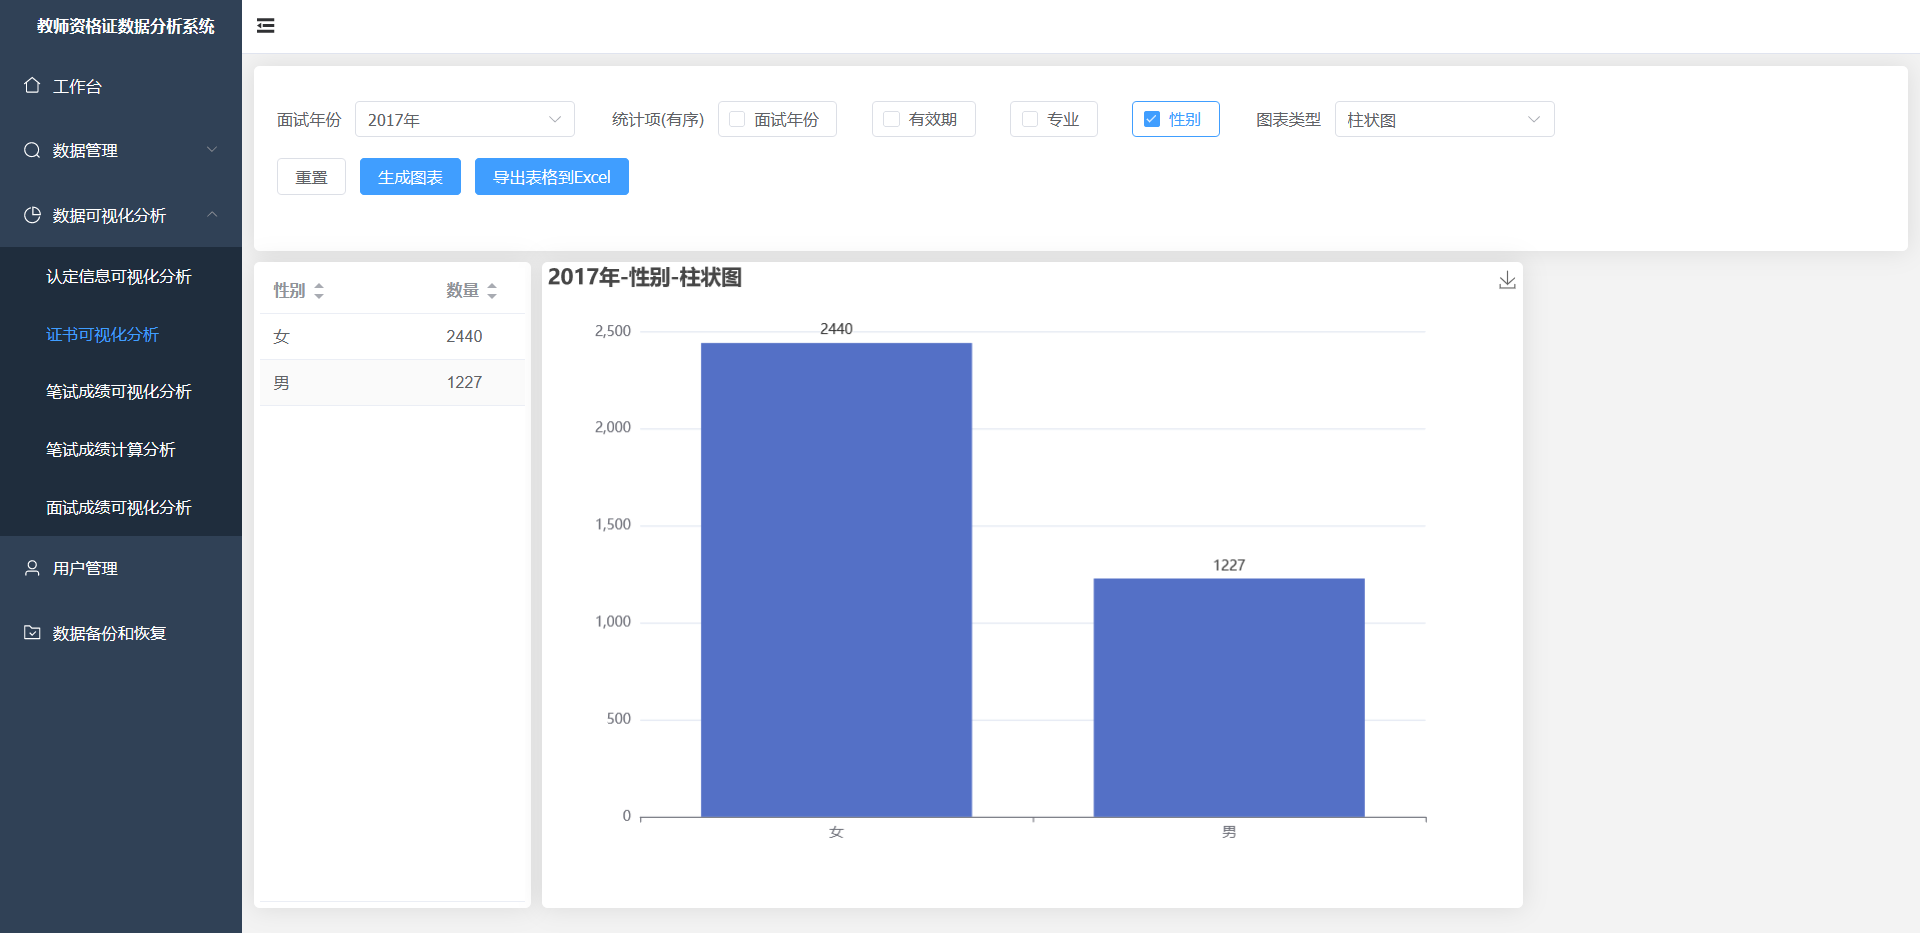 教师资格证数据分析系统
工作台
数据管理
数据可视化分析
认定信息可视化分析
证书可视化分析
笔试成绩可视化分析
笔试成绩计算分析
面试成绩可视化分析
用户管理
数据备份和恢复
面试年份 2017年 统计项(有序) 面试年份 有效期 专业 性别 图表类型 柱状图
重置 生成图表 导出表格到Excel
性别 数量
女 2440
男 1227
2017年-性别-柱状图
2440
2,500
2,000
1,500
1227
1,000
500
0
女 男